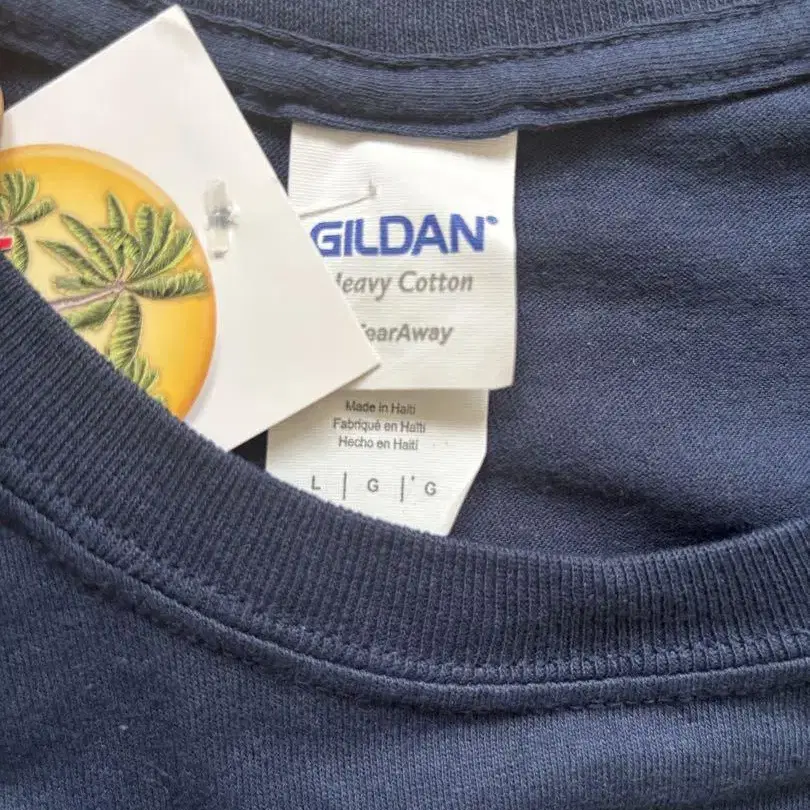 GILDAN®
Heavy Cotton
TearAway
Made in Haiti
Fabriqué en Haïti
Hecho en Haití
L | G | G